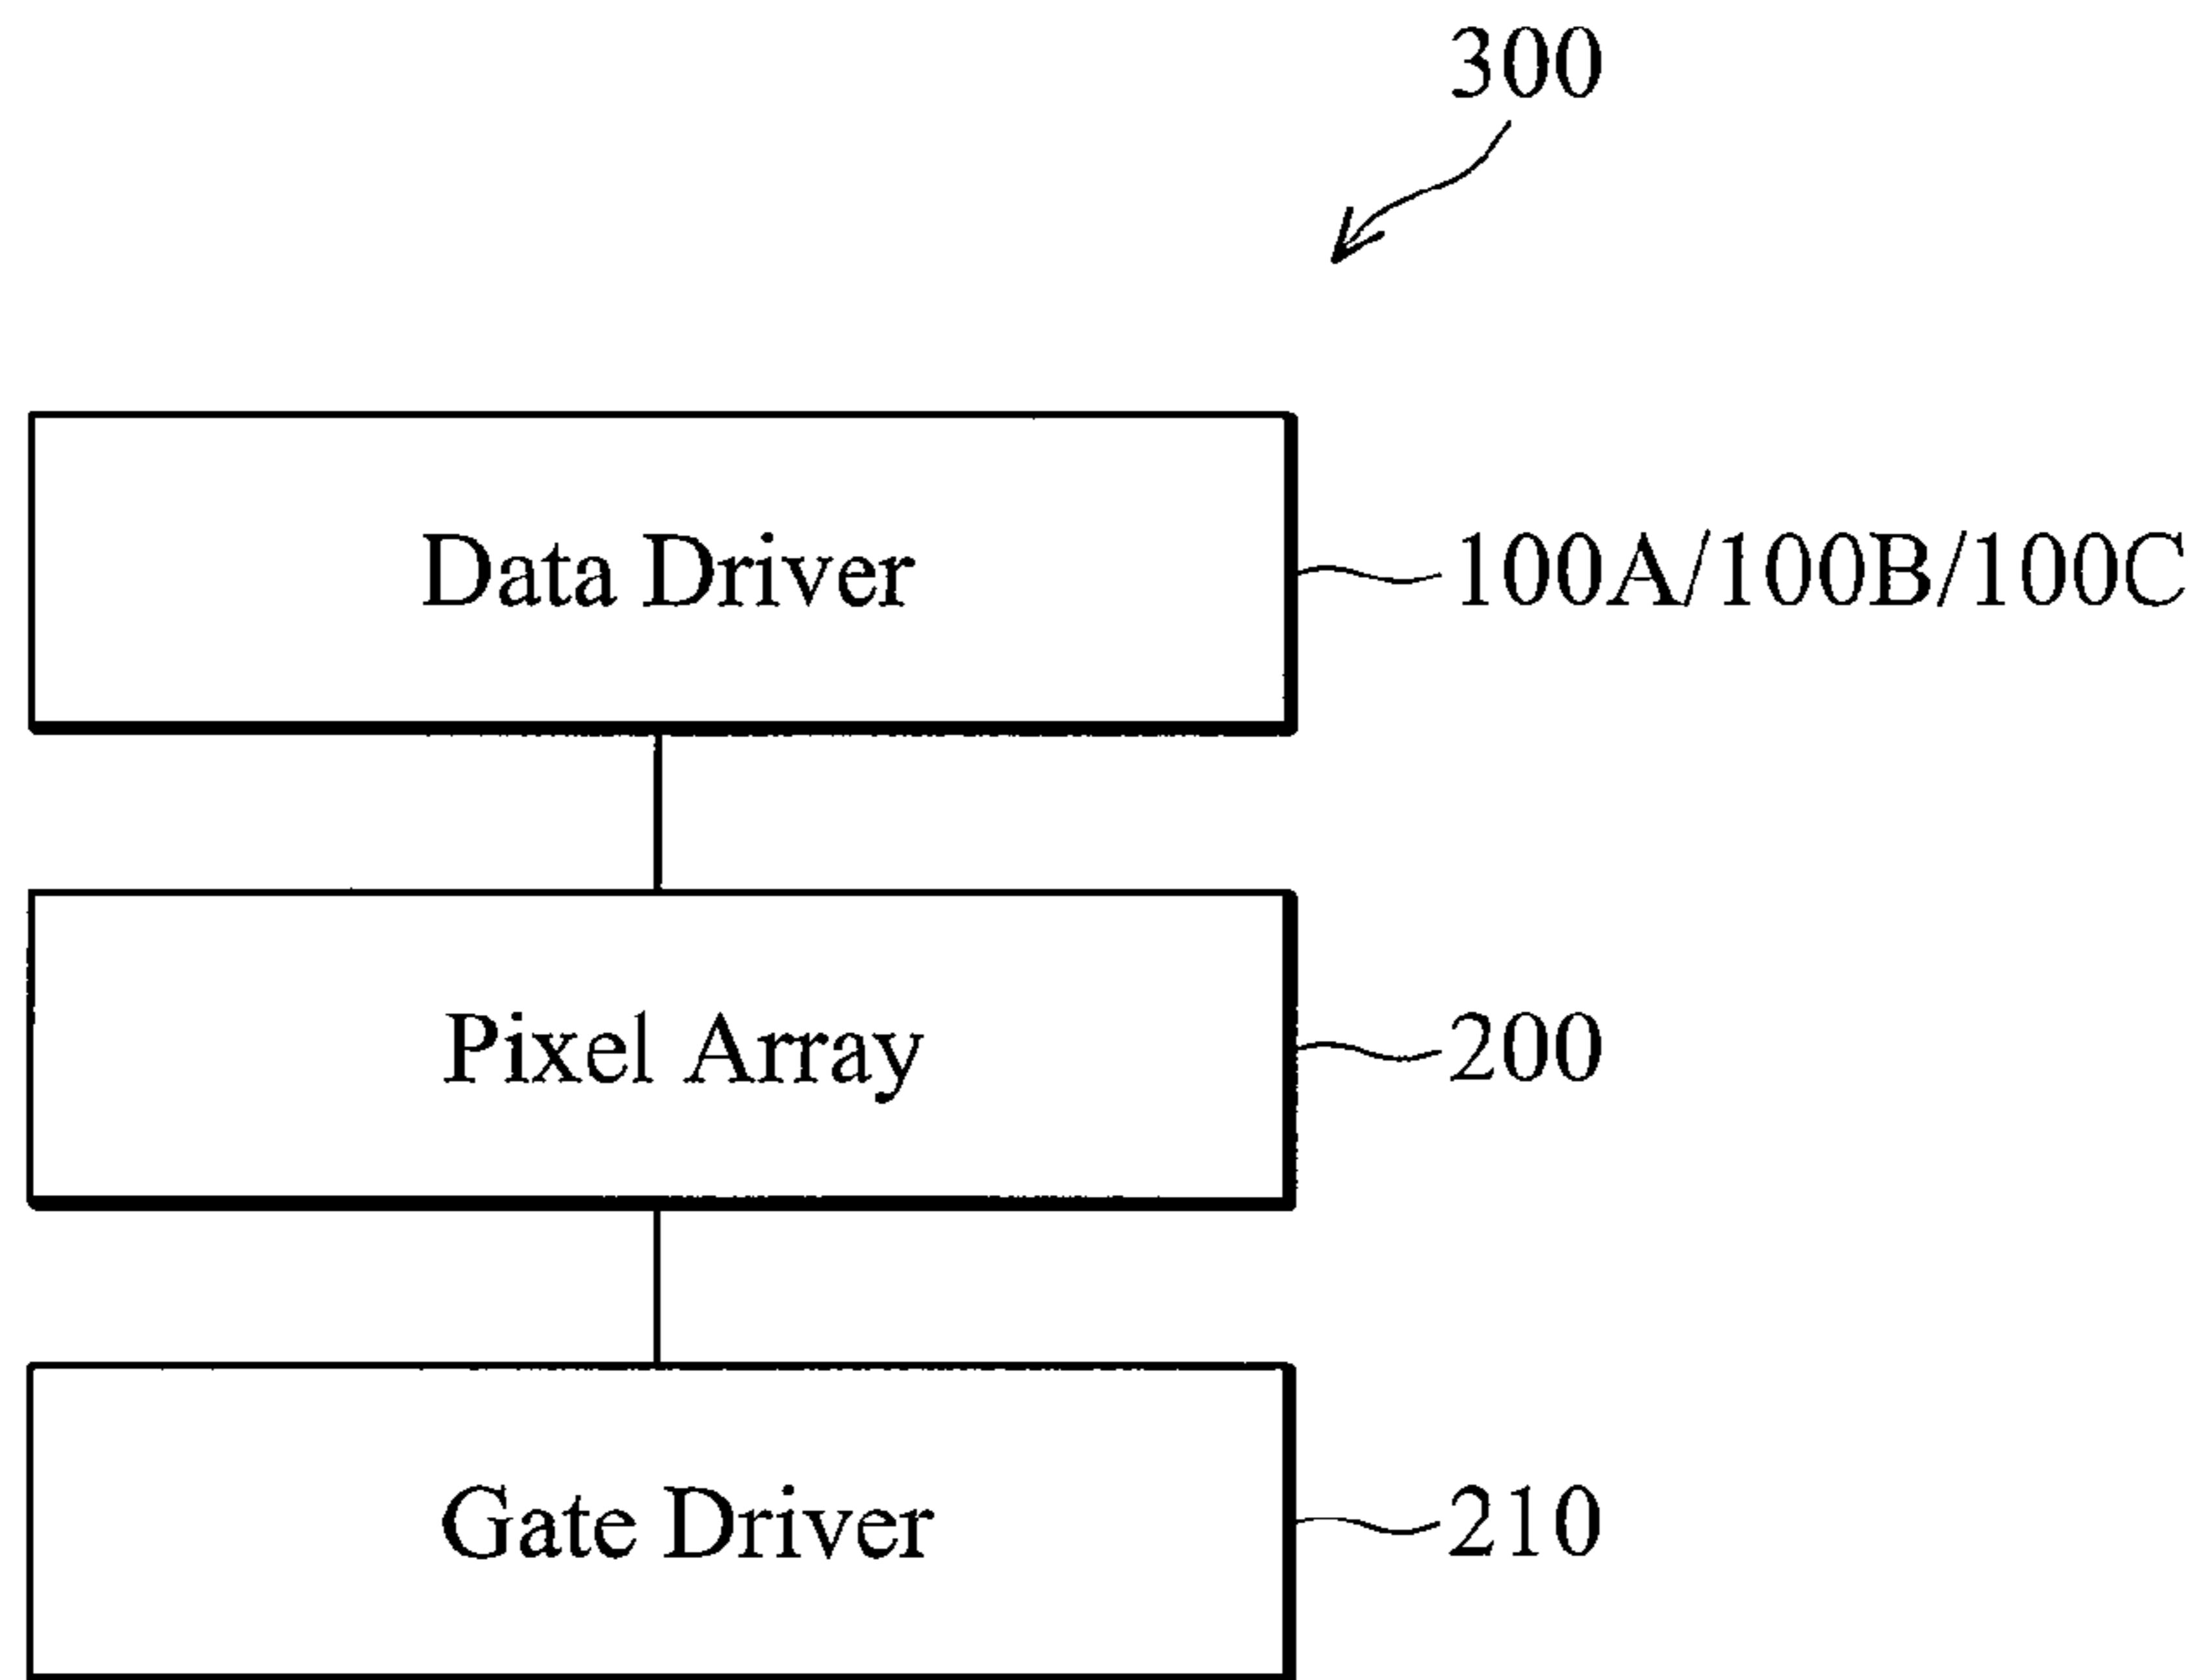 300
Data Driver
100A/100B/100C
Pixel Array
200
Gate Driver
210